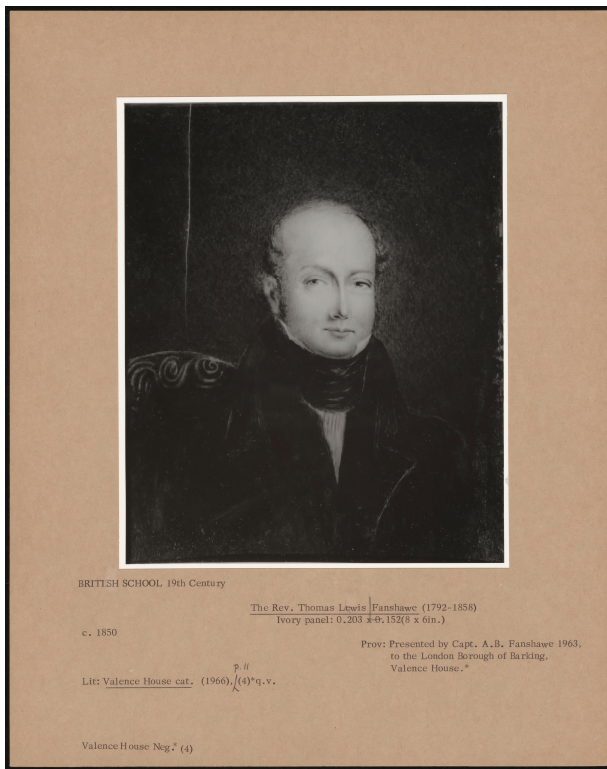 BRITISH SCHOOL 19th Century
The Rev. Thomas Lewis Fanshawe (1792-1858)
Ivory panel: 0.203 x 0.152(8 x 6in.)
c. 1850
Prov: Presented by Capt. A.B. Fanshawe 1963,
to the London Borough of Barking,
Valence House.*
p. 11
Lit: Valence House cat. (1966), (4)*q.v.
Valence House Neg.* (4)